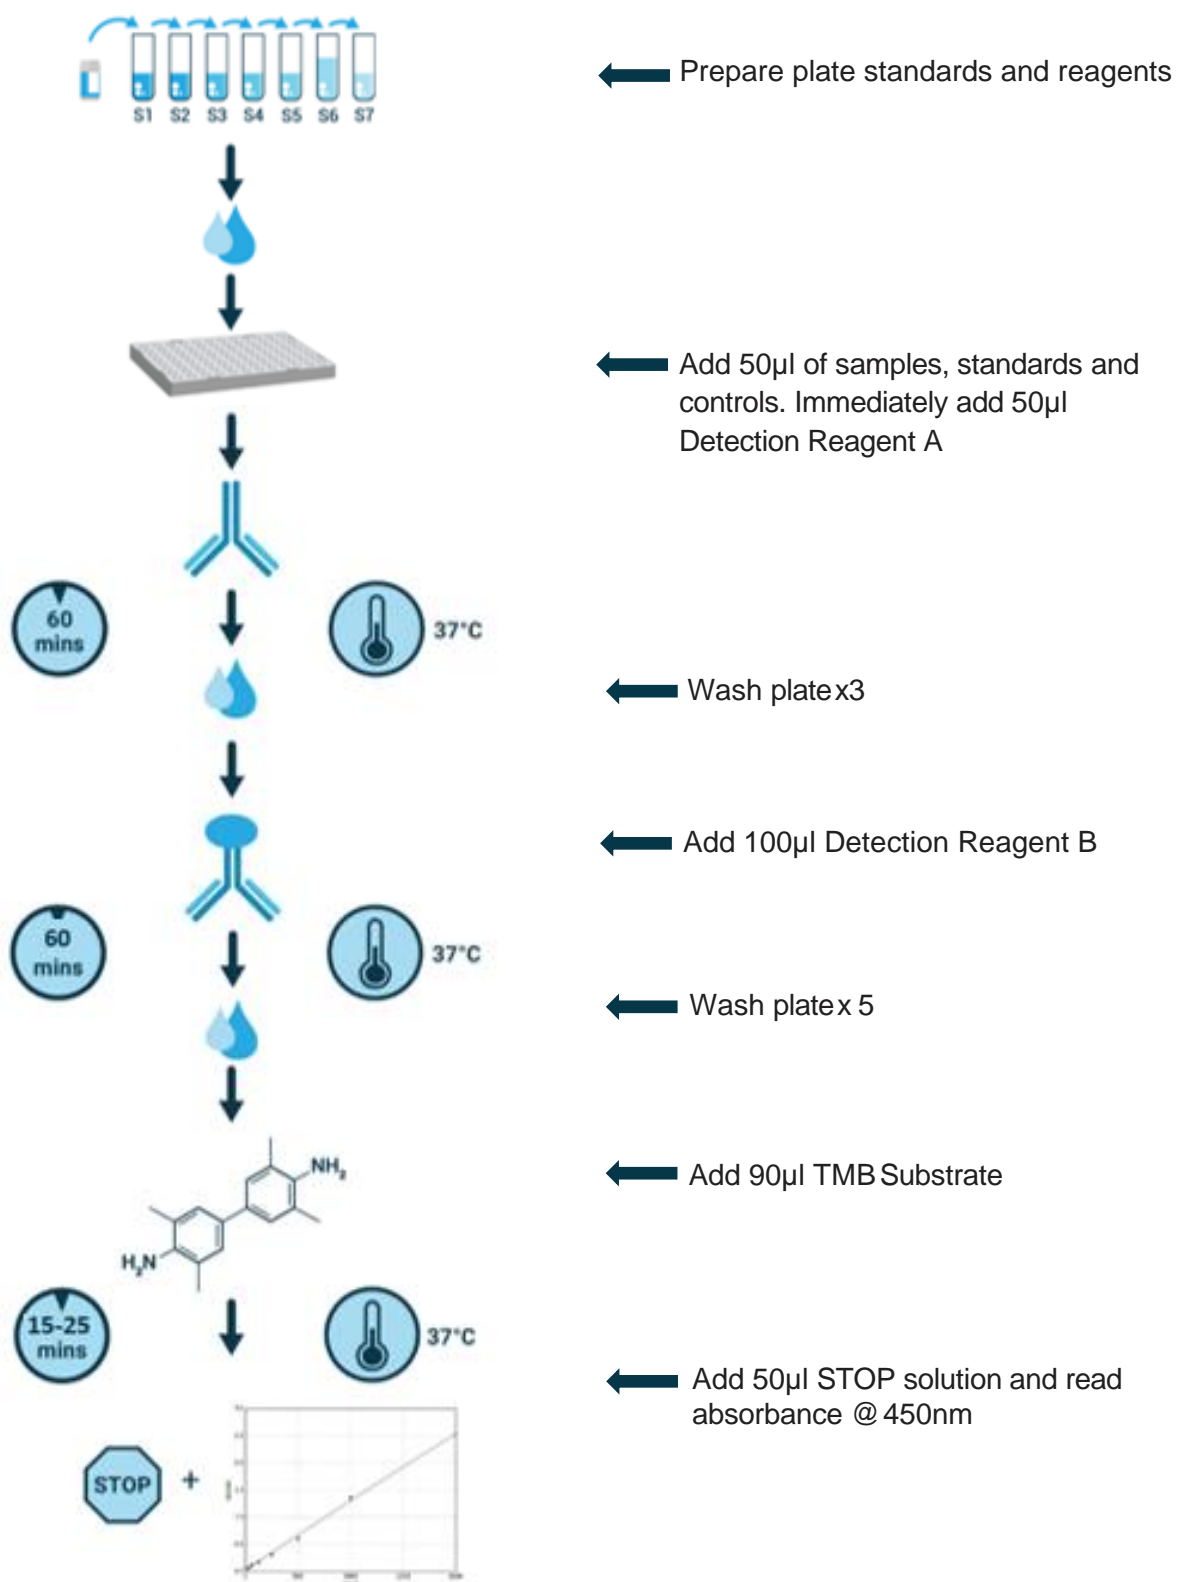 Prepare plate standards and reagents
S1 S2 S3 S4 S5 S6 S7
Add 50µl of samples, standards and
controls. Immediately add 50µl
Detection Reagent A
60
mins
37°C
Wash plate x3
Add 100µl Detection Reagent B
60
mins
37°C
Wash plate x 5
NH2
H2N
Add 90µl TMB Substrate
15-25
mins
37°C
Add 50µl STOP solution and read
absorbance @ 450nm
STOP +